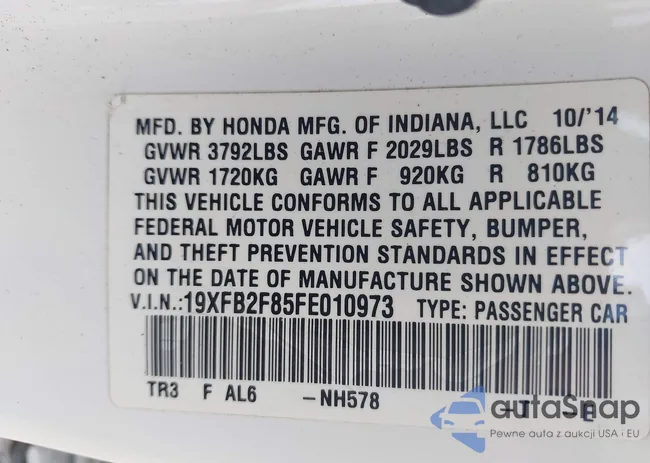 MFD. BY HONDA MFG. OF INDIANA, LLC 10/'14
GVWR 3792LBS GAWR F 2029LBS R 1786LBS
GVWR 1720KG GAWR F 920KG R 810KG
THIS VEHICLE CONFORMS TO ALL APPLICABLE
FEDERAL MOTOR VEHICLE SAFETY, BUMPER,
AND THEFT PREVENTION STANDARDS IN EFFECT
ON THE DATE OF MANUFACTURE SHOWN ABOVE.
V.I.N.:19XFB2F85FE010973 TYPE: PASSENGER CAR
TR3 F AL6 -NH578
autoSnap
Pewne auta z aukcji USA i EU